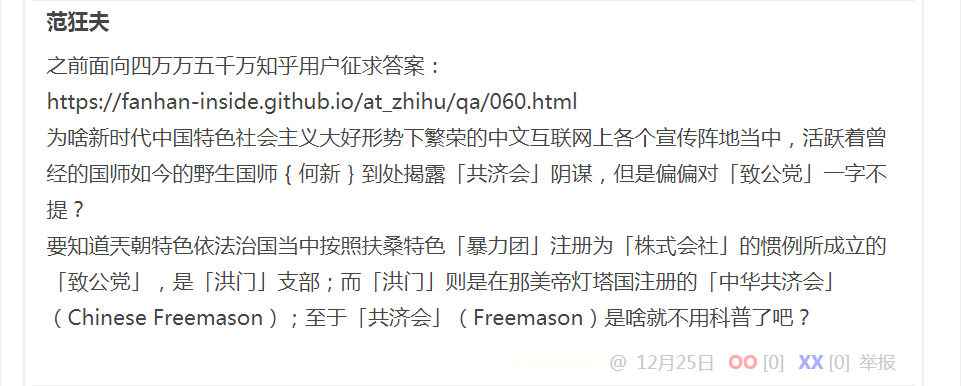 范狂夫
之前面向四万万五千万知乎用户征求答案：
https://fanhan-inside.github.io/at_zhihu/qa/060.html
为啥新时代中国特色社会主义大好形势下繁荣的中文互联网上各个宣传阵地当中，活跃着曾
经的国师如今的野生国师｛何新｝到处揭露「共济会」阴谋，但是偏偏对「致公党」一字不
提？
要知道兲朝特色依法治国当中按照扶桑特色「暴力团」注册为「株式会社」的惯例所成立的
「致公党」，是「洪门」支部；而「洪门」则是在那美帝灯塔国注册的「中华共济会」
（Chinese Freemason）；至于「共济会」（Freemason）是啥就不用科普了吧？
@ 12月25日 OO [0] XX [0] 举报